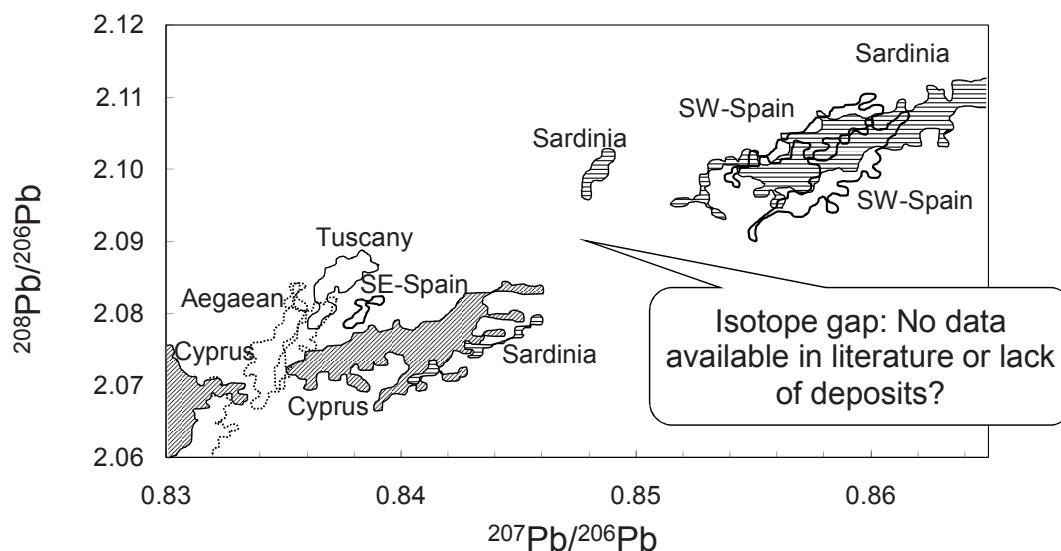 2.12
2.11
2.10
2.09
2.08
2.07
2.06
²⁰⁸Pb/²⁰⁶Pb
Sardinia
SW-Spain
Sardinia
SW-Spain
Tuscany
SE-Spain
Aegaean
Cyprus
Sardinia
Cyprus
Isotope gap: No data
available in literature or lack
of deposits?
0.83 0.84 0.85 0.86
²⁰⁷Pb/²⁰⁶Pb